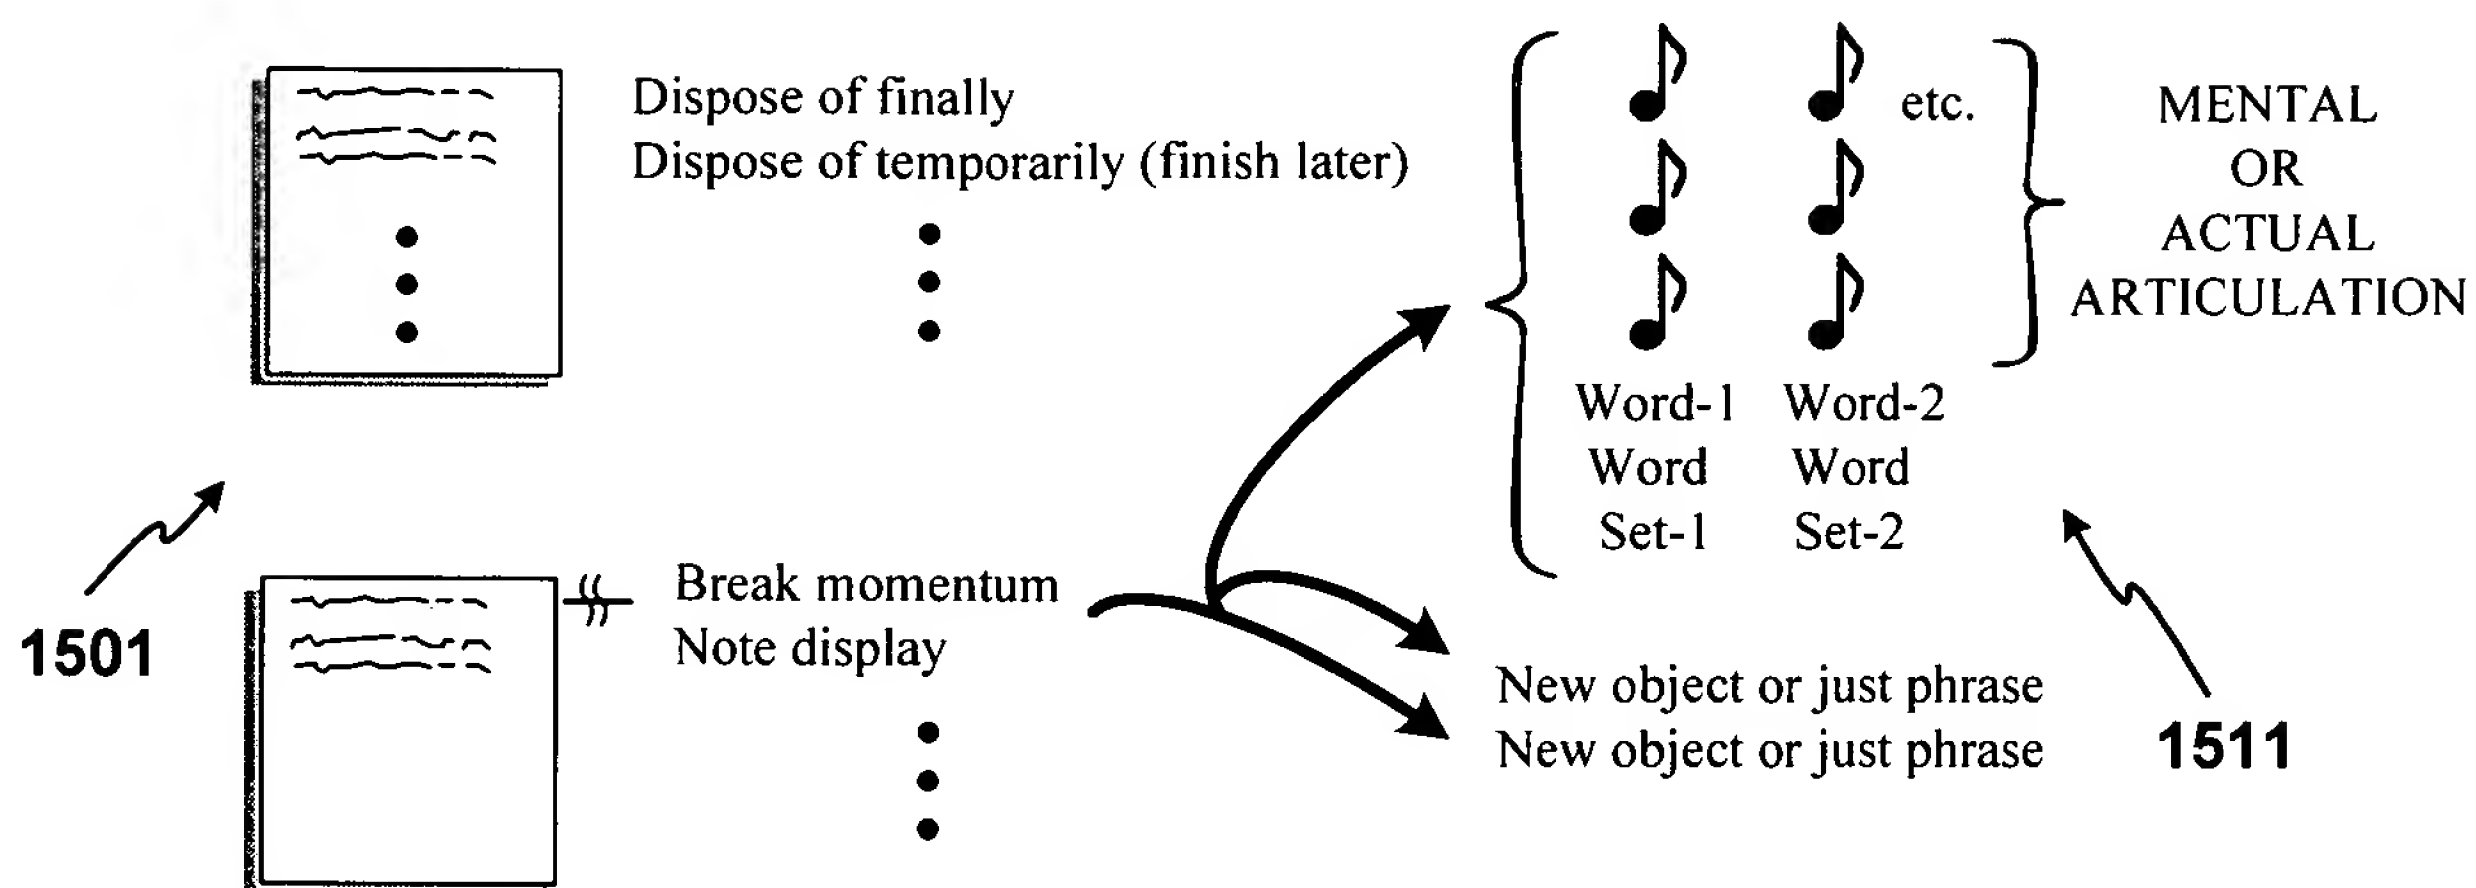 Dispose of finally
Dispose of temporarily (finish later)
etc.
MENTAL
OR
ACTUAL
ARTICULATION
Word-1 Word-2
Word Word
Set-1 Set-2
1501
Break momentum
Note display
New object or just phrase
New object or just phrase
1511